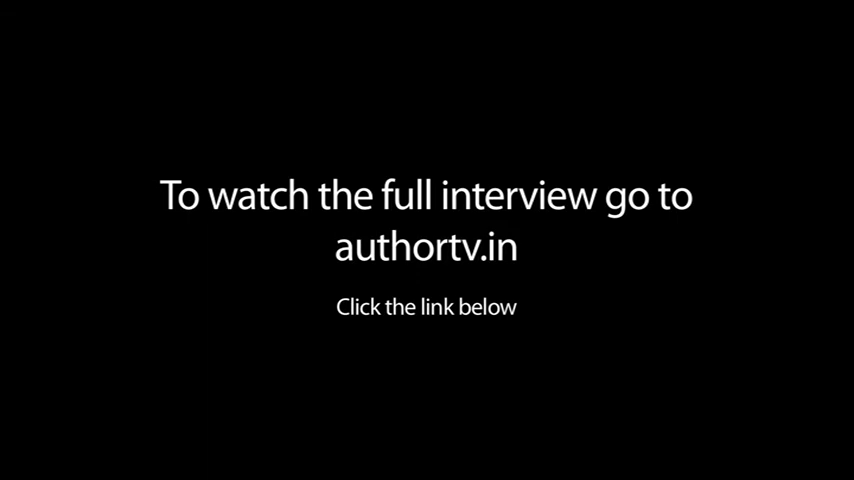 To watch the full interview go to
authortv.in
Click the link below